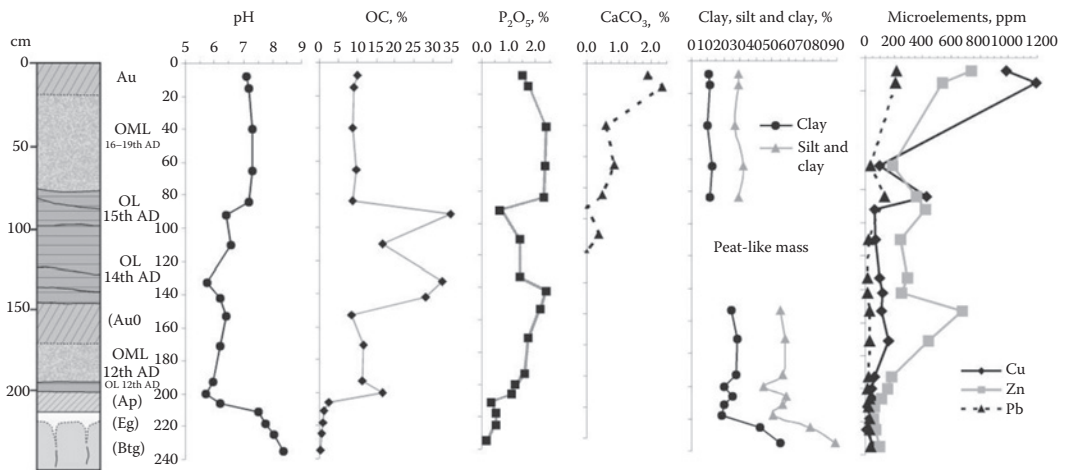 pH
OC, %
P2O5, %
CaCO3, %
Clay, silt and clay, %
Microelements, ppm
cm
5 6 7 8 9
0 5 10 15 20 25 30 35
0.0 1.0 2.0
0.0 1.0 2.0
0 10 20 30 40 50 60 70 80 90
0 200 400 600 800 1000 1200
0
50
100
150
200
Au
OML
16–19th AD
OL
15th AD
OL
14th AD
(Au0
OML
12th AD
OL 12th AD
(Ap)
(Eg)
(Btg)
0
20
40
60
80
100
120
140
160
180
200
220
240
Clay
Silt and
clay
Peat-like mass
Cu
Zn
Pb